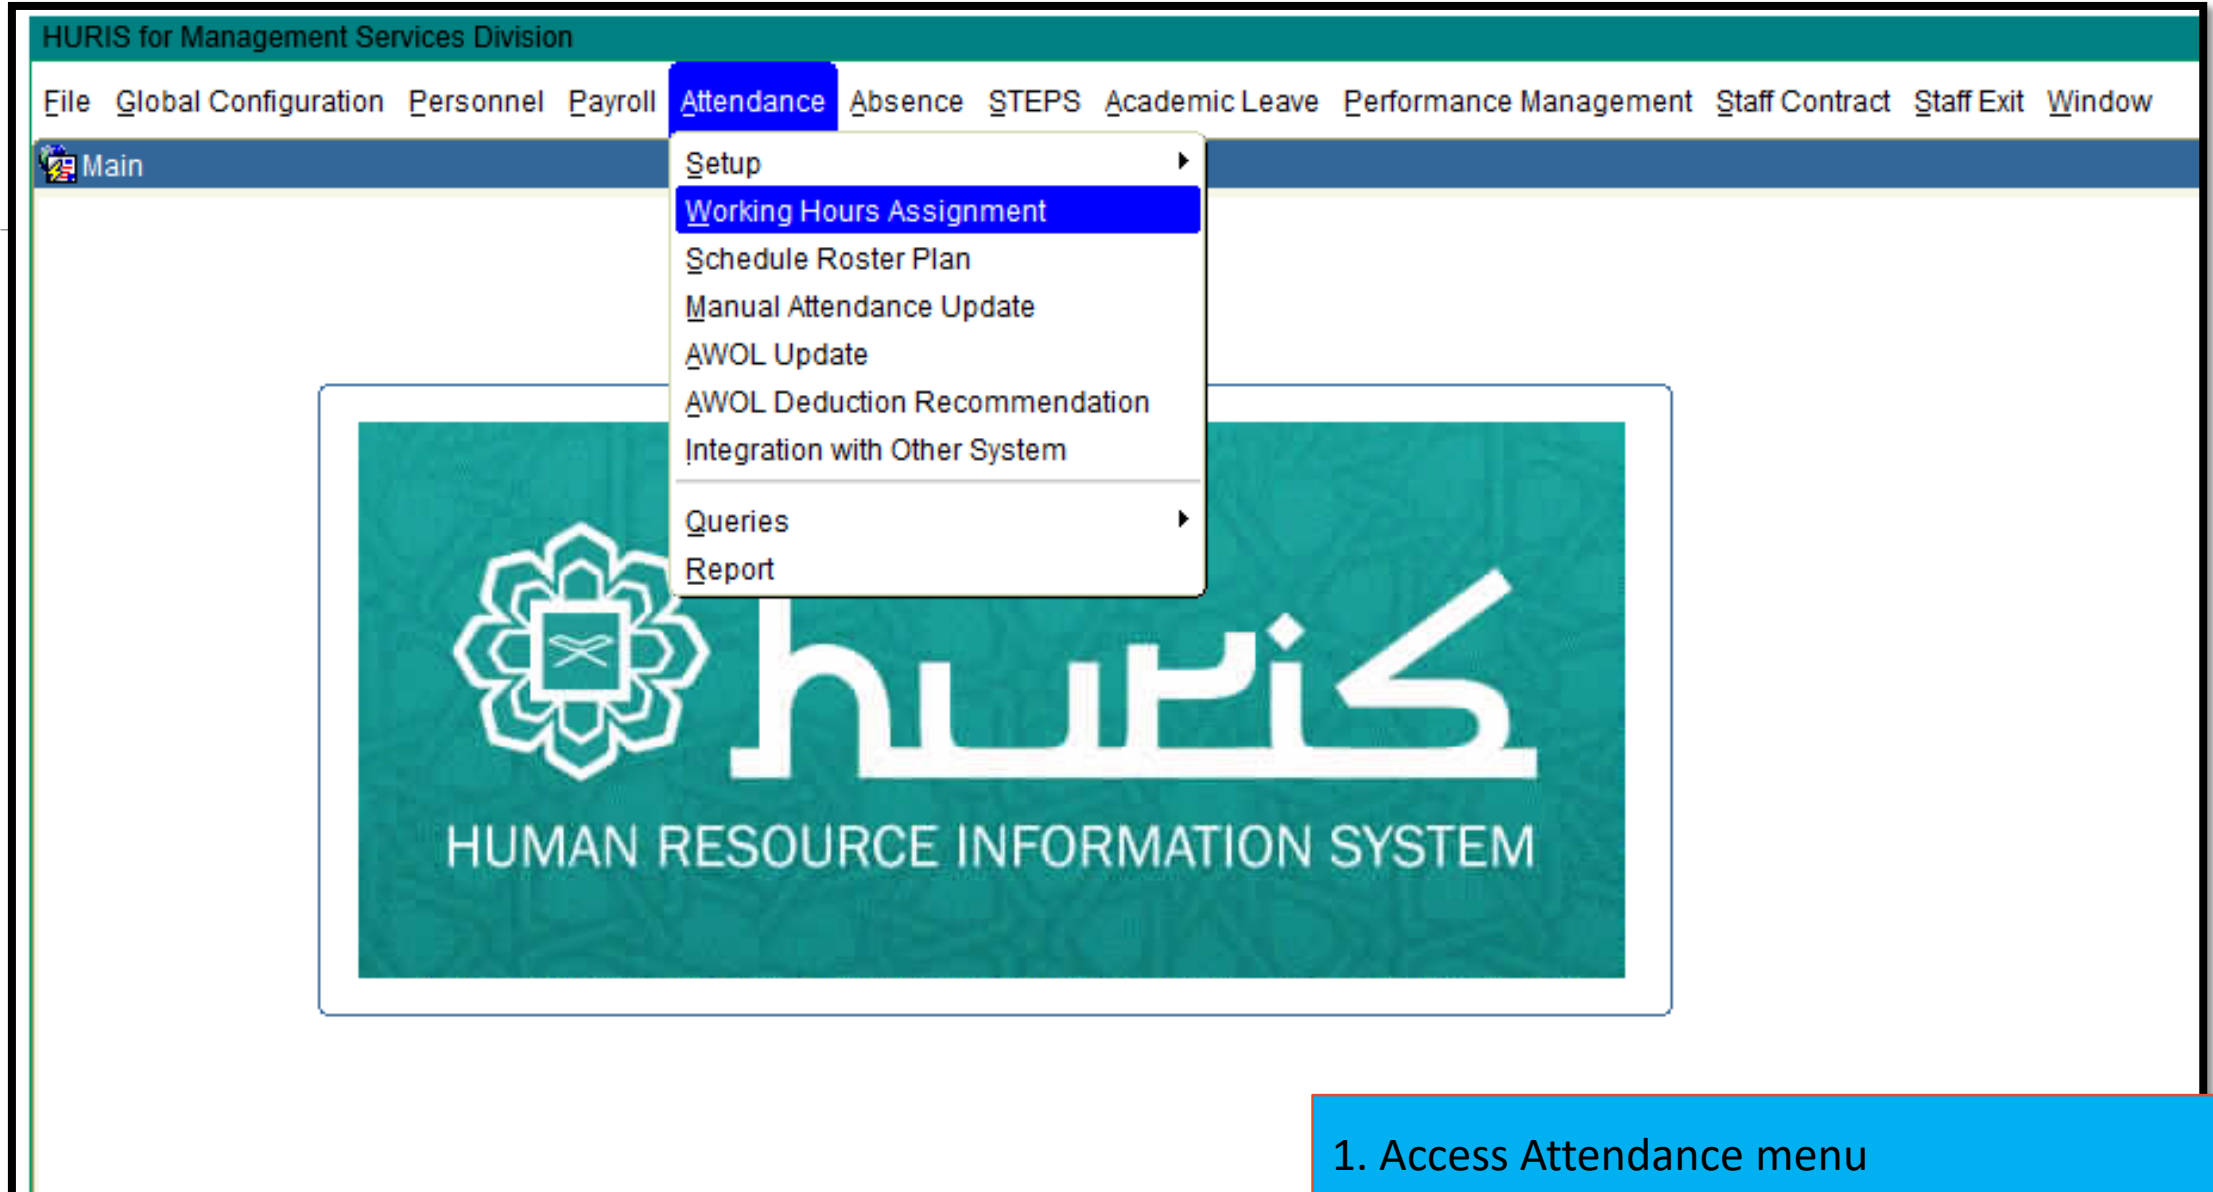 HURIS for Management Services Division
File Global Configuration Personnel Payroll Attendance Absence STEPS Academic Leave Performance Management Staff Contract Staff Exit Window
Main
Setup
Working Hours Assignment
Schedule Roster Plan
Manual Attendance Update
AWOL Update
AWOL Deduction Recommendation
Integration with Other System
Queries
Report
huris
HUMAN RESOURCE INFORMATION SYSTEM
1. Access Attendance menu